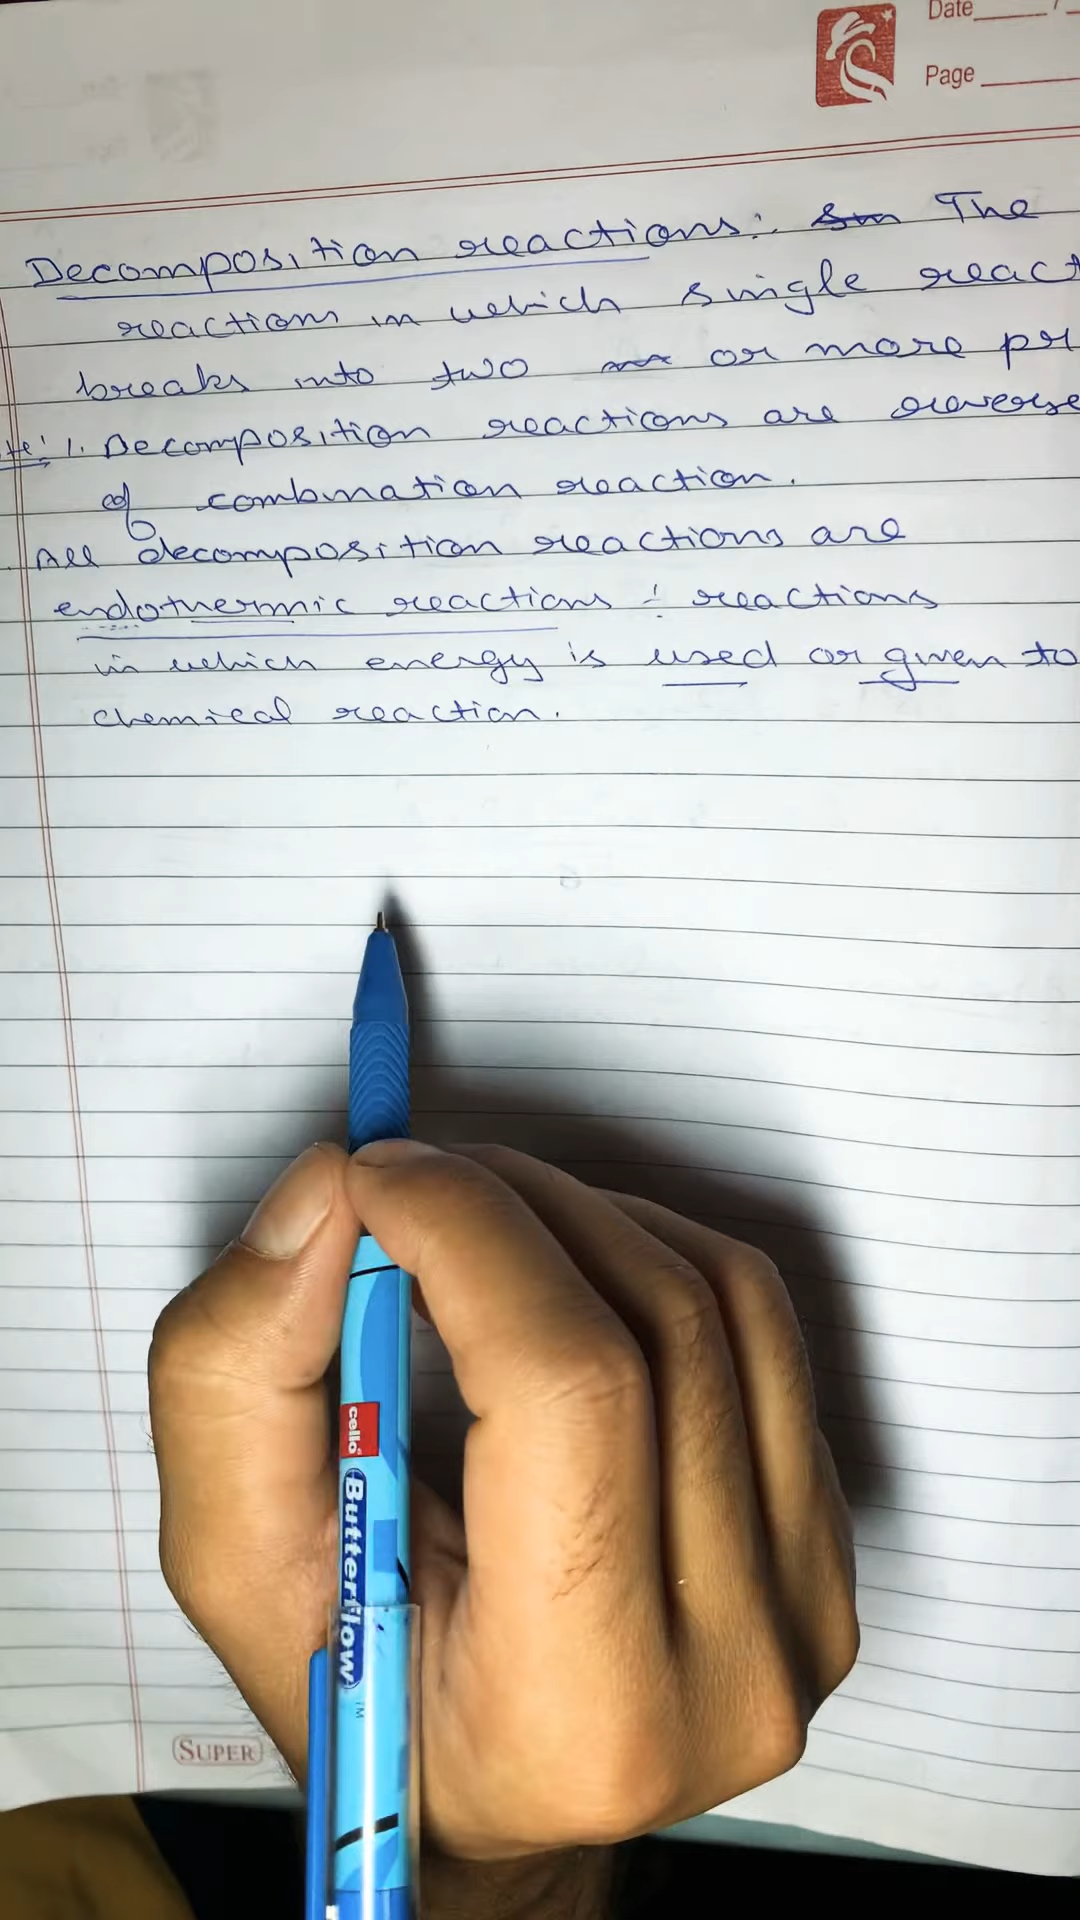 Date
Page
Decomposition reactions:. The
reactions in which single react
breaks into two or more pr
te: 1. Decomposition reactions are reverse
of combination reaction.
All decomposition reactions are
endothermic reactions : reactions
in which energy is used or given to
chemical reaction.
cello
Butterflow
TM
SUPER